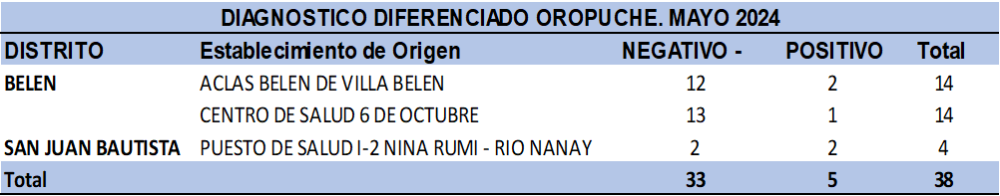 DIAGNOSTICO DIFERENCIADO OROPUCHE. MAYO 2024
DISTRITO Establecimiento de Origen NEGATIVO - POSITIVO Total
BELEN ACLAS BELEN DE VILLA BELEN 12 2 14
CENTRO DE SALUD 6 DE OCTUBRE 13 1 14
SAN JUAN BAUTISTA PUESTO DE SALUD I-2 NINA RUMI - RIO NANAY 2 2 4
Total 33 5 38